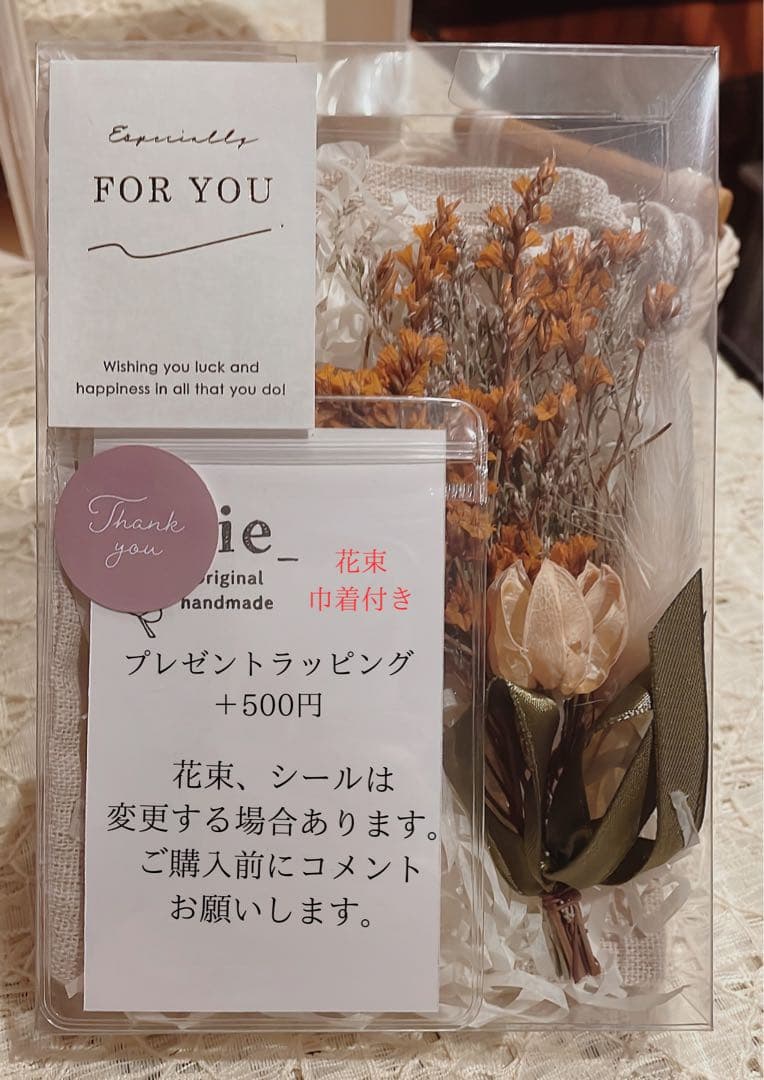 Especially
FOR YOU
Wishing you luck and
happiness in all that you do!
Thank
you
ie_
original
handmade
花束
巾着付き
プレゼントラッピング
＋500円
花束、シールは
変更する場合あります。
ご購入前にコメント
お願いします。